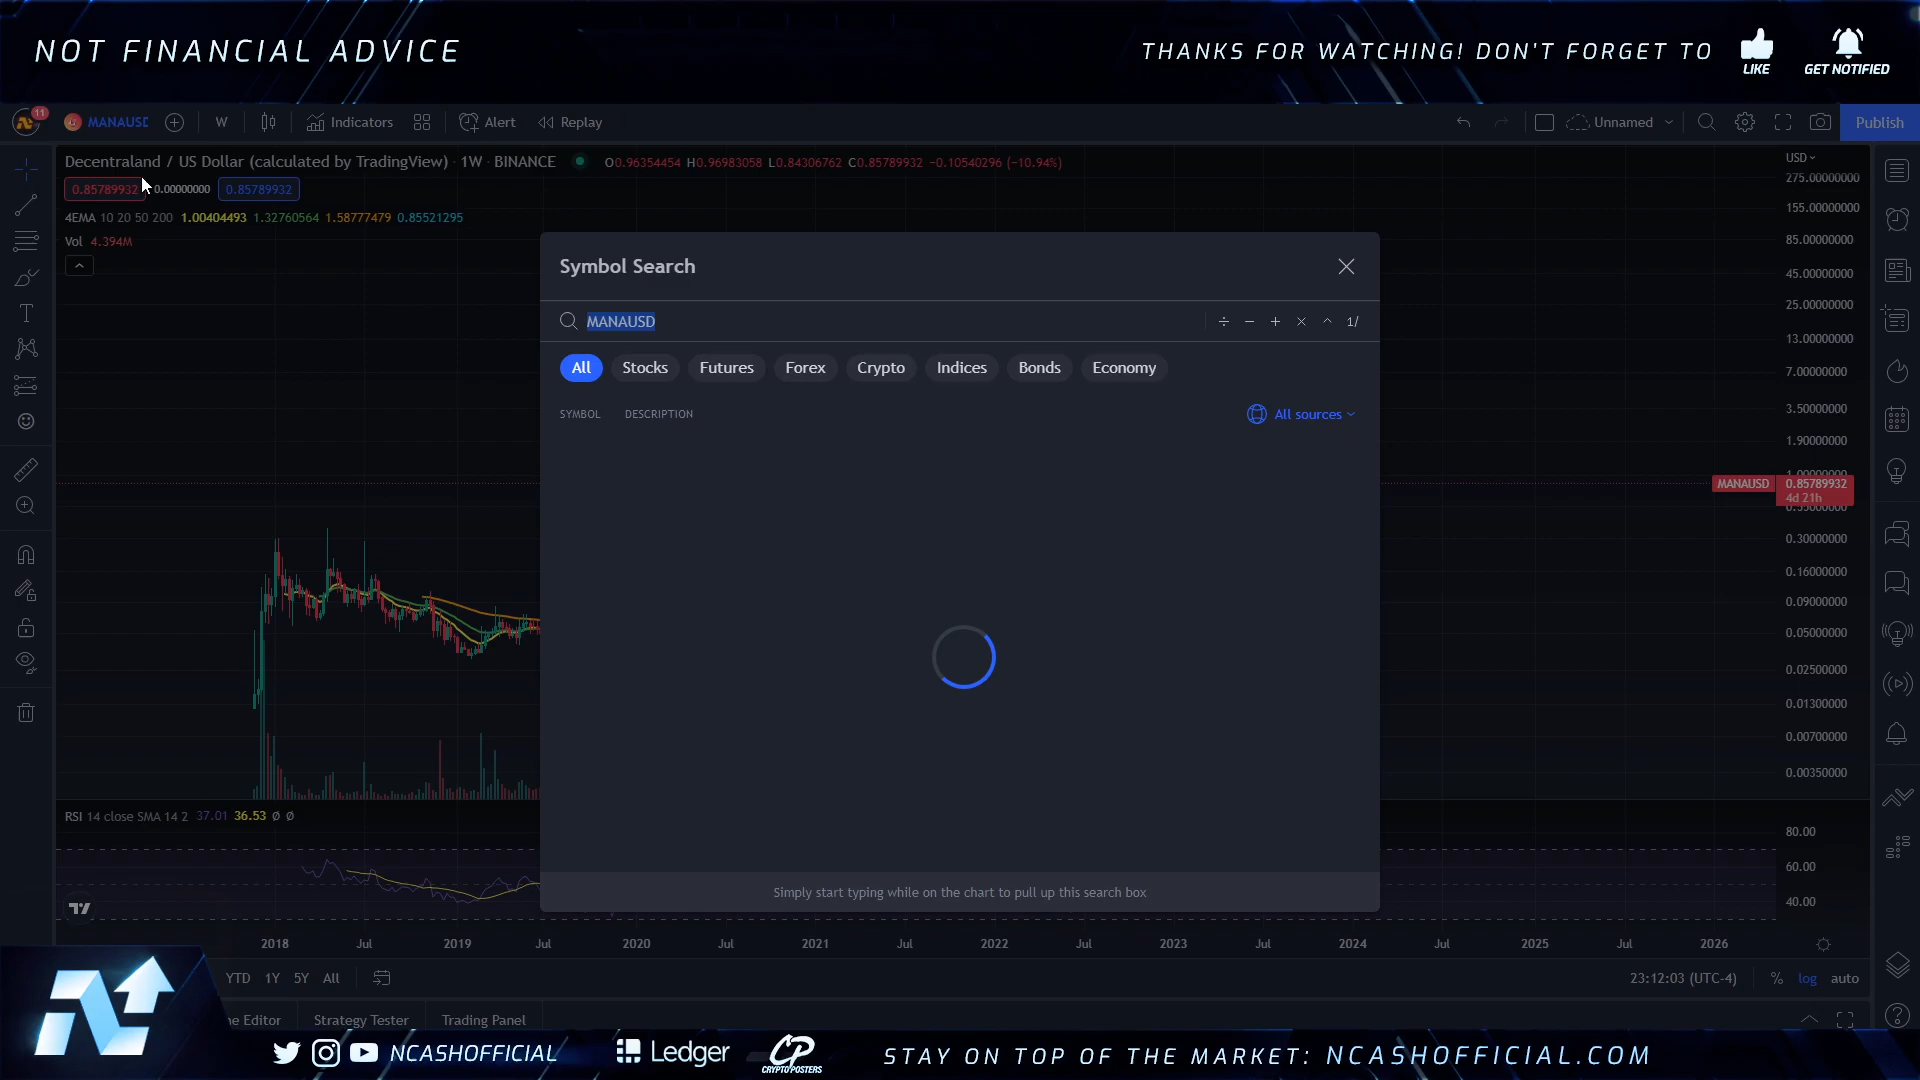 NOT FINANCIAL ADVICE
THANKS FOR WATCHING! DON'T FORGET TO
LIKE
GET NOTIFIED
11
MANAUSD
W
Indicators
Alert
Replay
Unnamed
Publish
Decentraland / US Dollar (calculated by TradingView) · 1W · BINANCE
O0.96354454 H0.96983058 L0.84306762 C0.85789932 −0.10540296 (−10.94%)
USD
0.85789932
0.00000000
0.85789932
4EMA 10 20 50 200 1.00404493 1.32760564 1.58777479 0.85521295
Vol 4.394M
275.00000000
155.00000000
85.00000000
45.00000000
25.00000000
13.00000000
7.00000000
3.50000000
1.90000000
1.00000000
MANAUSD
0.85789932
4d 21h
0.55000000
0.30000000
0.16000000
0.09000000
0.05000000
0.02500000
0.01300000
0.00700000
0.00350000
Symbol Search
MANAUSD
÷ − + × ^ 1/
All
Stocks
Futures
Forex
Crypto
Indices
Bonds
Economy
SYMBOL
DESCRIPTION
All sources
Simply start typing while on the chart to pull up this search box
RSI 14 close SMA 14 2 37.01 36.53 Ø Ø
80.00
60.00
40.00
2018 Jul 2019 Jul 2020 Jul 2021 Jul 2022 Jul 2023 Jul 2024 Jul 2025 Jul 2026
YTD 1Y 5Y All
23:12:03 (UTC-4)
% log auto
ne Editor
Strategy Tester
Trading Panel
NCASHOFFICIAL
Ledger
CP
CRYPTOPOSTERS
STAY ON TOP OF THE MARKET: NCASHOFFICIAL.COM